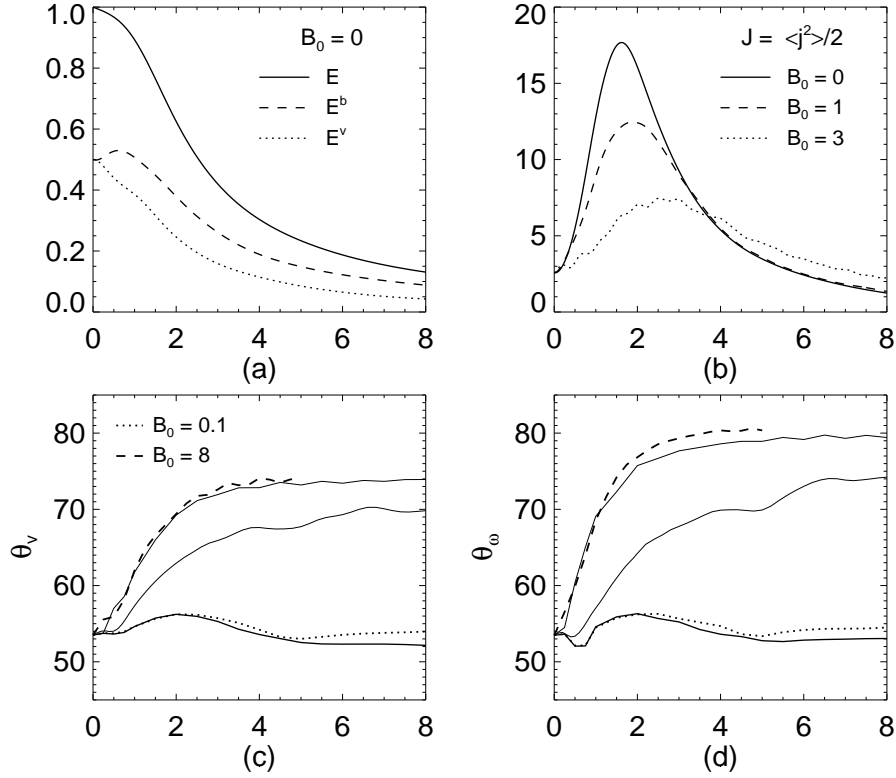 1.0
0.8
0.6
0.4
0.2
0.0
0 2 4 6 8
(a)
B₀ = 0
E
Eᵇ
Eᵛ
20
15
10
5
0
0 2 4 6 8
(b)
J = <j²>/2
B₀ = 0
B₀ = 1
B₀ = 3
80
70
60
50
θᵥ
0 2 4 6 8
(c)
B₀ = 0.1
B₀ = 8
80
70
60
50
θ_ω
0 2 4 6 8
(d)